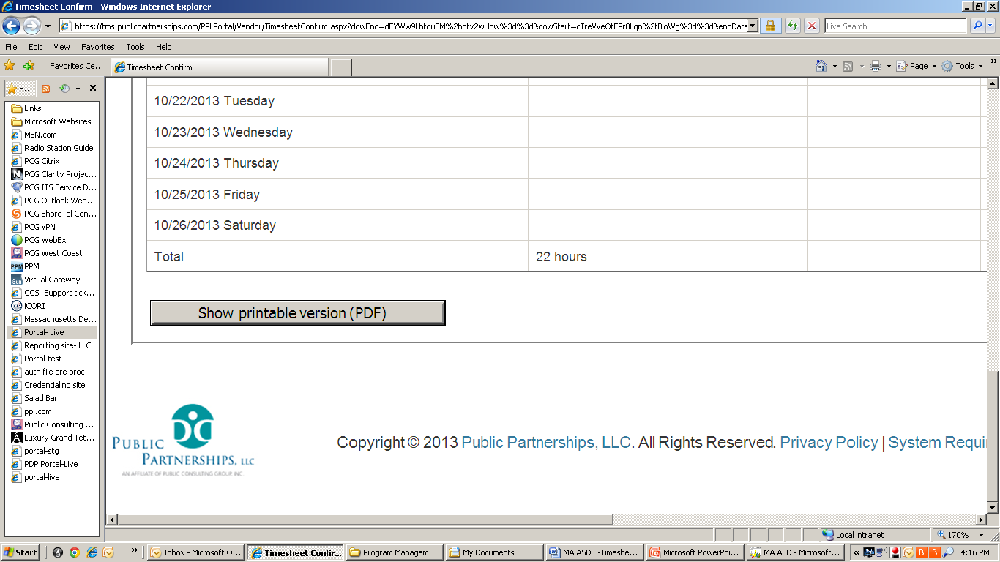 Timesheet Confirm - Windows Internet Explorer
https://fms.publicpartnerships.com/PPLPortal/Vendor/TimesheetConfirm.aspx?dowEnd=dFYWw9LhtduFM%2bdtv2wHow%3d%3d&dowStart=cTreVveOtFPr0Lqn%2fBioWg%3d%3d&endDate
Live Search
File Edit View Favorites Tools Help
Favorites Ce...
Timesheet Confirm
Page Tools »
F...
Links
Microsoft Websites
MSN.com
Radio Station Guide
PCG Citrix
PCG Clarity Projec...
PCG ITS Service D...
PCG Outlook Web...
PCG ShoreTel Con...
PCG VPN
PCG WebEx
PCG West Coast ...
PPM PPM
Sun Virtual Gateway
CCS- Support tick...
iCORI
Massachusetts De...
Portal- Live
Reporting site- LLC
Portal-test
auth file pre proc...
Credentialing site
Salad Bar
ppl.com
Public Consulting ...
Luxury Grand Tet...
portal-stg
PDP Portal-Live
portal-live
10/22/2013 Tuesday
10/23/2013 Wednesday
10/24/2013 Thursday
10/25/2013 Friday
10/26/2013 Saturday
Total 22 hours
Show printable version (PDF)
PUBLIC
PARTNERSHIPS, LLC
AN AFFILIATE OF PUBLIC CONSULTING GROUP, INC.
Copyright © 2013 Public Partnerships, LLC. All Rights Reserved. Privacy Policy | System Requi
Local intranet 170%
Start » Inbox - Microsoft O... Timesheet Confir... Program Managem... My Documents MA ASD E-Timeshe... Microsoft PowerPoi... MA ASD - Microsoft... « B B 4:16 PM